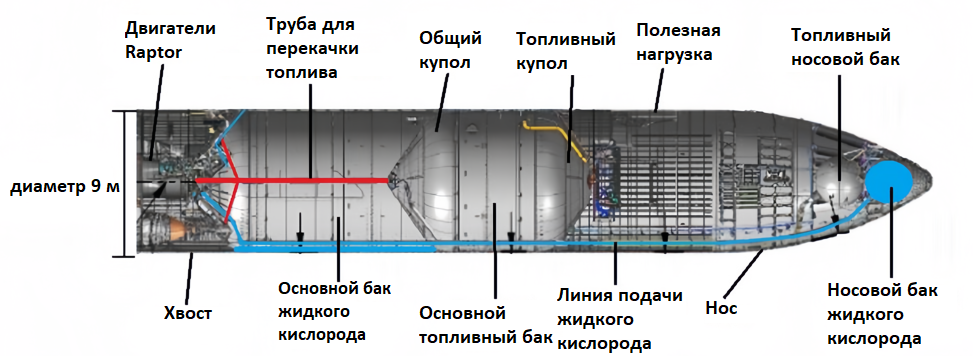 Двигатели
Raptor
Труба для
перекачки
топлива
Общий
купол
Топливный
купол
Полезная
нагрузка
Топливный
носовой бак
диаметр 9 м
Хвост
Основной бак
жидкого
кислорода
Основной
топливный бак
Линия подачи
жидкого
кислорода
Нос
Носовой бак
жидкого
кислорода